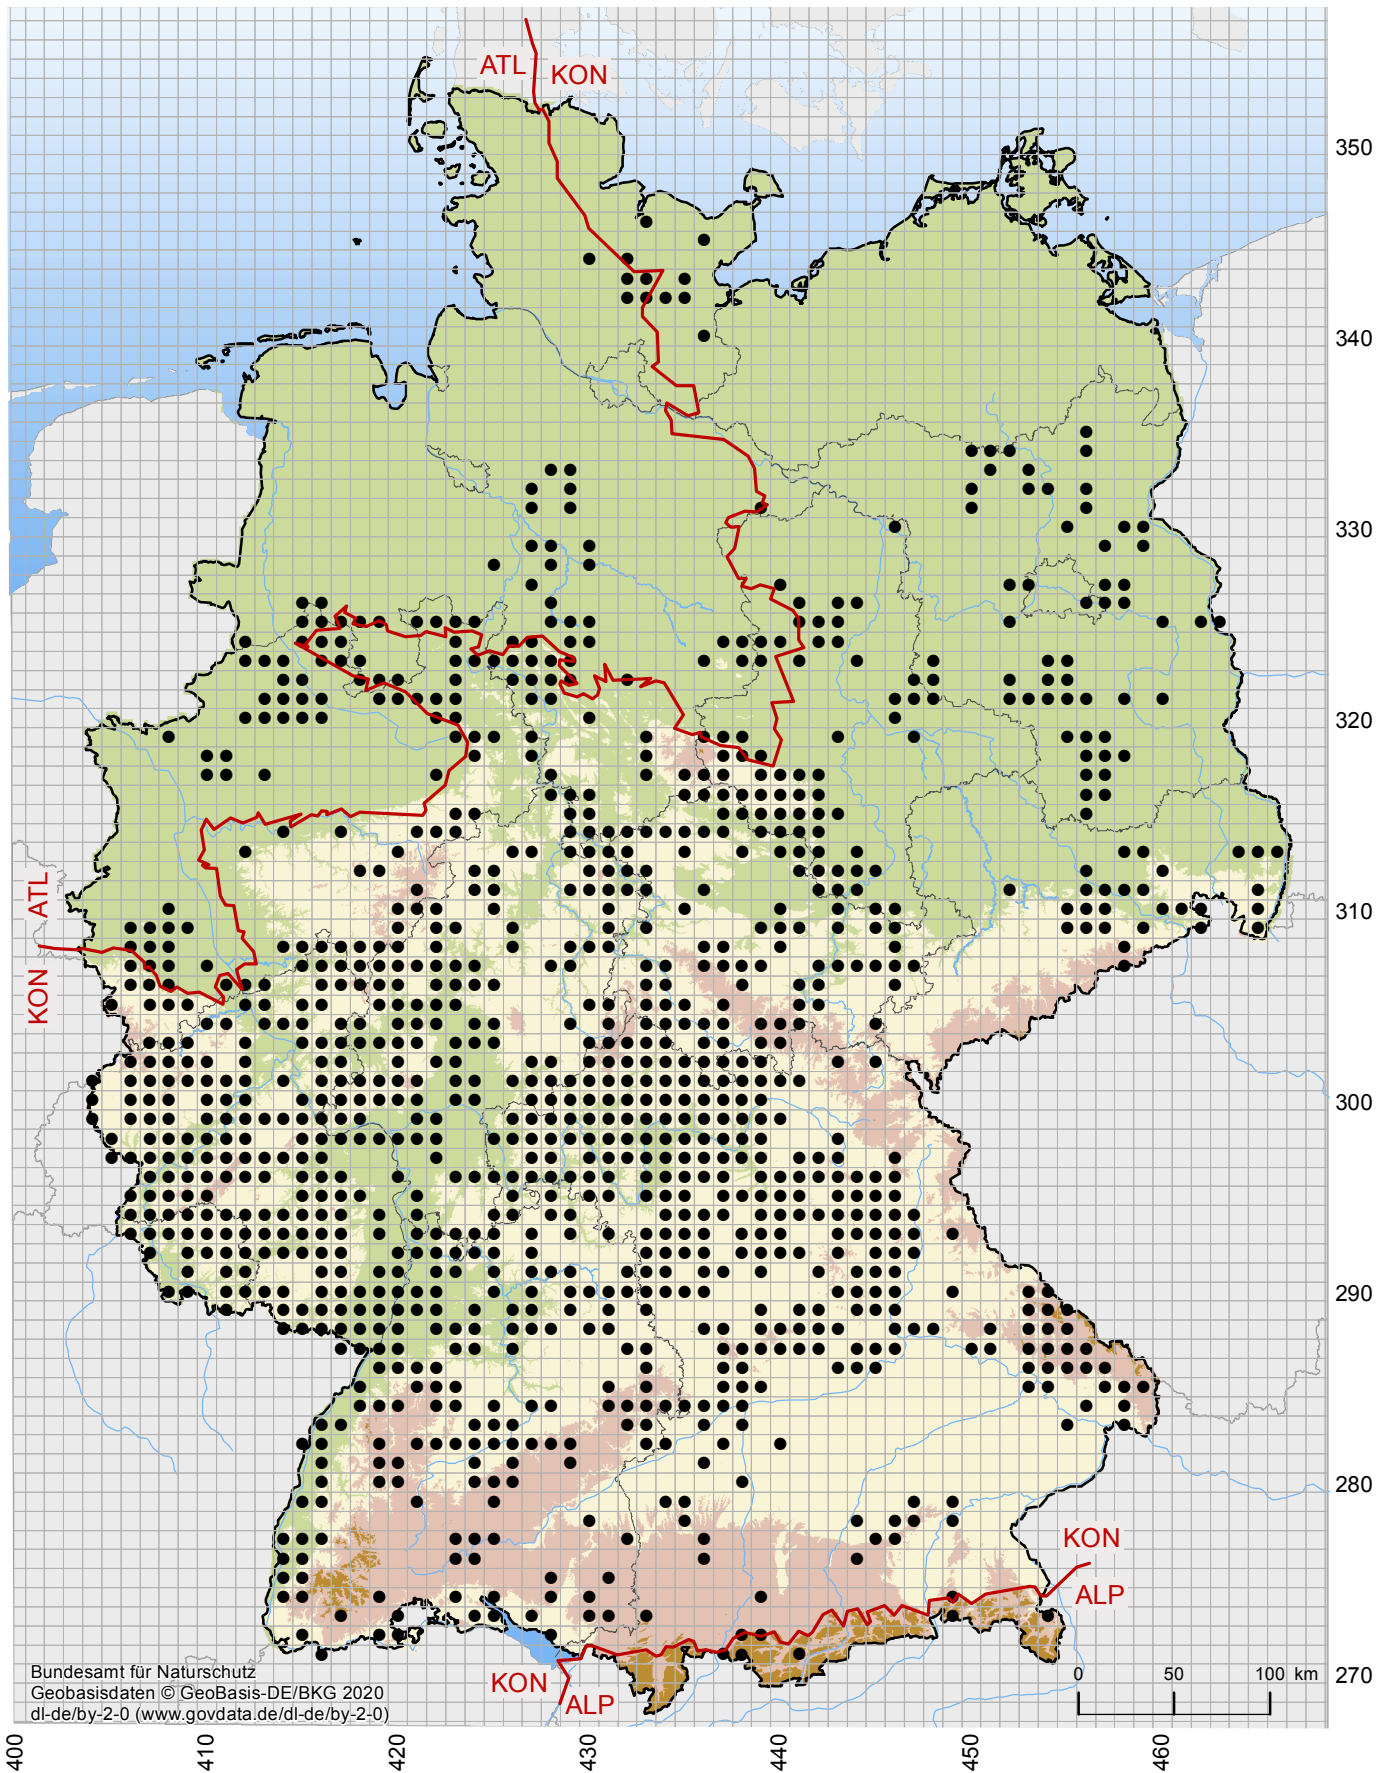 ATL
KON
350
340
330
320
310
300
290
280
270
ATL
KON
KON
ALP
KON
ALP
0 50 100 km
Bundesamt für Naturschutz
Geobasisdaten © GeoBasis-DE/BKG 2020
dl-de/by-2-0 (www.govdata.de/dl-de/by-2-0)
400 410 420 430 440 450 460